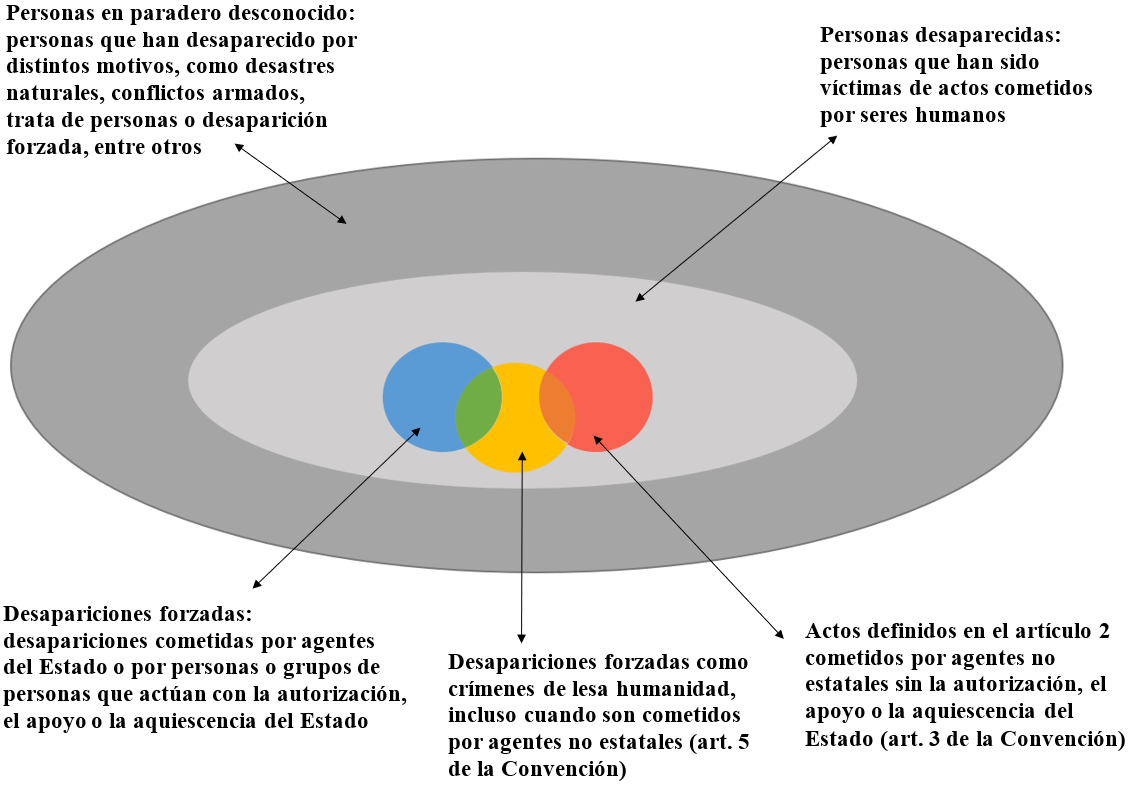 Personas en paradero desconocido:
personas que han desaparecido por
distintos motivos, como desastres
naturales, conflictos armados,
trata de personas o desaparición
forzada, entre otros
Personas desaparecidas:
personas que han sido
víctimas de actos cometidos
por seres humanos
Desapariciones forzadas:
desapariciones cometidas por agentes
del Estado o por personas o grupos de
personas que actúan con la autorización,
el apoyo o la aquiescencia del Estado
Desapariciones forzadas como
crímenes de lesa humanidad,
incluso cuando son cometidos
por agentes no estatales (art. 5
de la Convención)
Actos definidos en el artículo 2
cometidos por agentes no
estatales sin la autorización, el
apoyo o la aquiescencia del
Estado (art. 3 de la Convención)